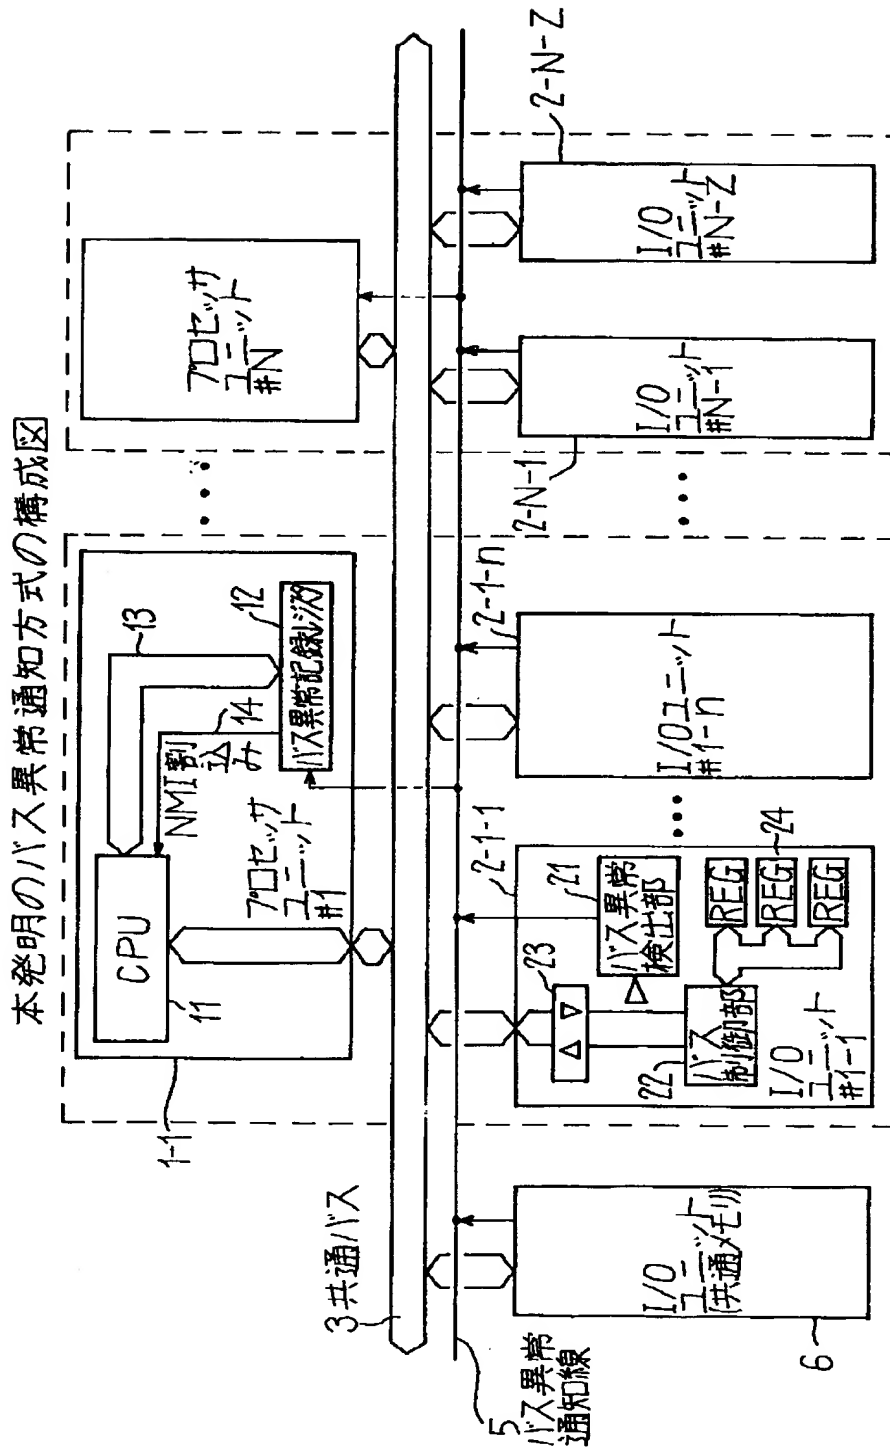 本発明のバス異常通知方式の構成図
1-1
CPU
11
13
NMI割
込み
14
12
バス異常記録レジスタ
プロセッサ
ユニット
#1
プロセッサ
ユニット
#N
3 共通バス
5
バス異常
通知線
6
I/O
ユニット
(共通メモリ)
2-1-1
23
21
バス異常
検出部
22
バス
制御部
REG
REG
REG
24
I/O
ユニット
#1-1
2-1-n
I/Oユニット
#1-n
2-N-1
I/O
ユニット
#N-1
2-N-Z
I/O
ユニット
#N-Z